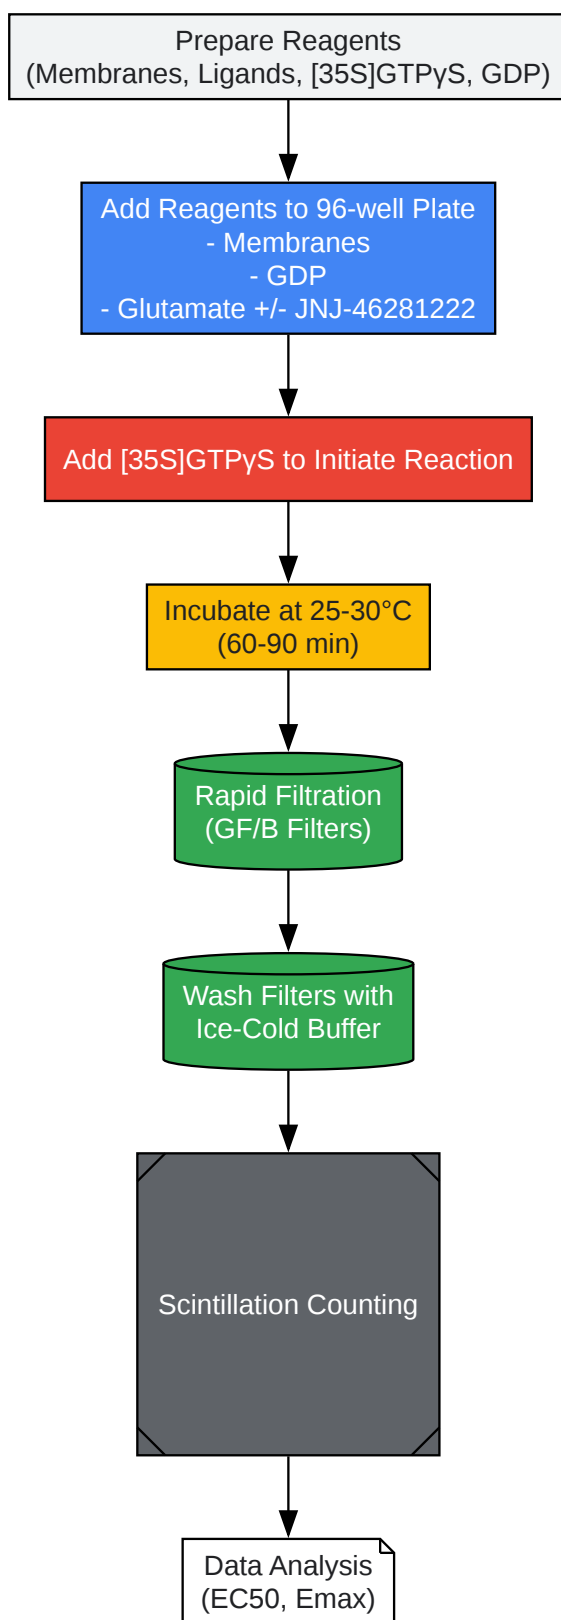 Prepare Reagents
(Membranes, Ligands, [35S]GTPγS, GDP)
Add Reagents to 96-well Plate
- Membranes
- GDP
- Glutamate +/- JNJ-46281222
Add [35S]GTPγS to Initiate Reaction
Incubate at 25-30°C
(60-90 min)
Rapid Filtration
(GF/B Filters)
Wash Filters with
Ice-Cold Buffer
Scintillation Counting
Data Analysis
(EC50, Emax)